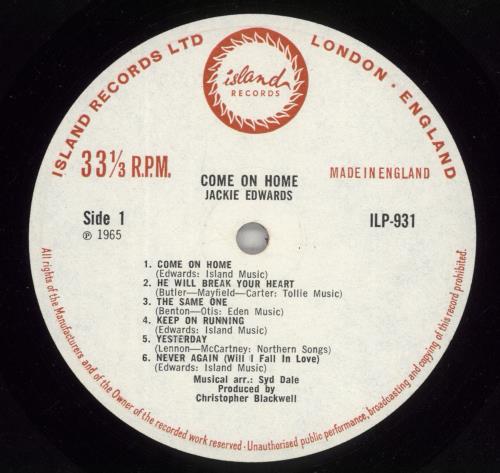 ISLAND RECORDS LTD
LONDON · ENGLAND
island
RECORDS
33⅓ R.P.M.
MADE IN ENGLAND
COME ON HOME
JACKIE EDWARDS
Side 1
ILP-931
℗ 1965
1. COME ON HOME
(Edwards: Island Music)
2. HE WILL BREAK YOUR HEART
(Butler—Mayfield—Carter: Tollie Music)
3. THE SAME ONE
(Benton—Otis: Eden Music)
4. KEEP ON RUNNING
(Edwards: Island Music)
5. YESTERDAY
(Lennon—McCartney: Northern Songs)
6. NEVER AGAIN (Will I Fall In Love)
(Edwards: Island Music)
Musical arr.: Syd Dale
Produced by
Christopher Blackwell
All rights of the Manufacturers and of the Owner of the recorded work reserved · Unauthorised public performance, broadcasting and copying of this record prohibited.